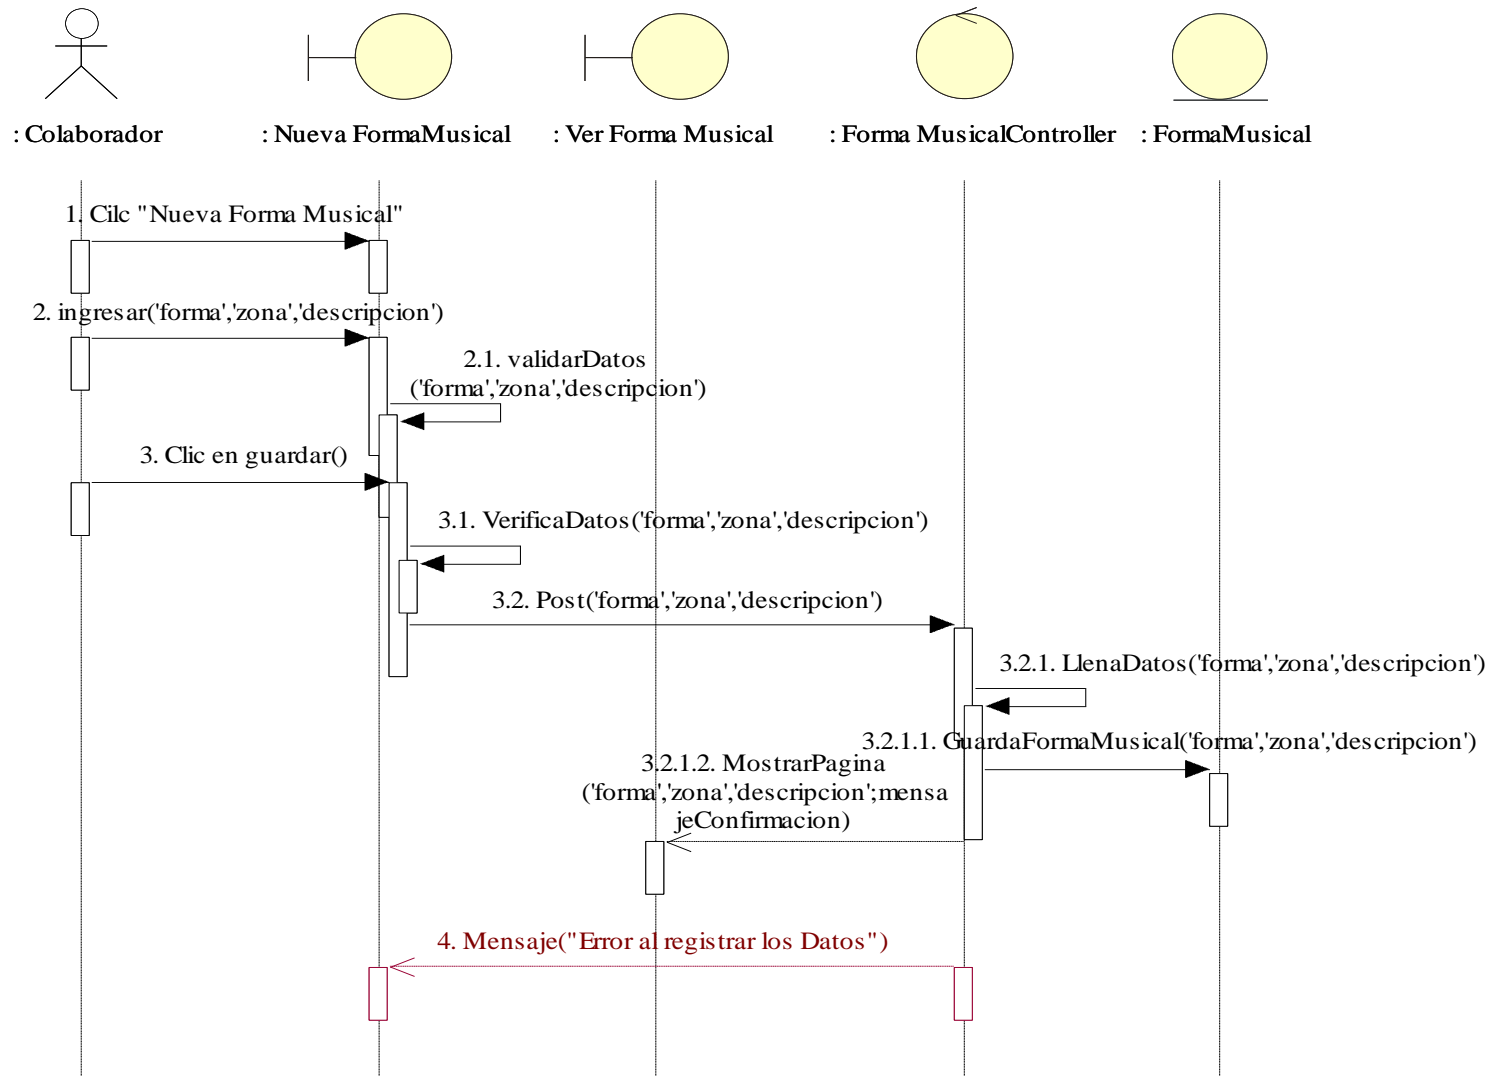 : Colaborador
: Nueva FormaMusical
: Ver Forma Musical
: Forma MusicalController
: FormaMusical
1. Cilc "Nueva Forma Musical"
2. ingresar('forma','zona','descripcion')
2.1. validarDatos
('forma','zona','descripcion')
3. Clic en guardar()
3.1. VerificaDatos('forma','zona','descripcion')
3.2. Post('forma','zona','descripcion')
3.2.1. LlenaDatos('forma','zona','descripcion')
3.2.1.1. GuardaFormaMusical('forma','zona','descripcion')
3.2.1.2. MostrarPagina
('forma','zona','descripcion';mensa
jeConfirmacion)
4. Mensaje("Error al registrar los Datos")